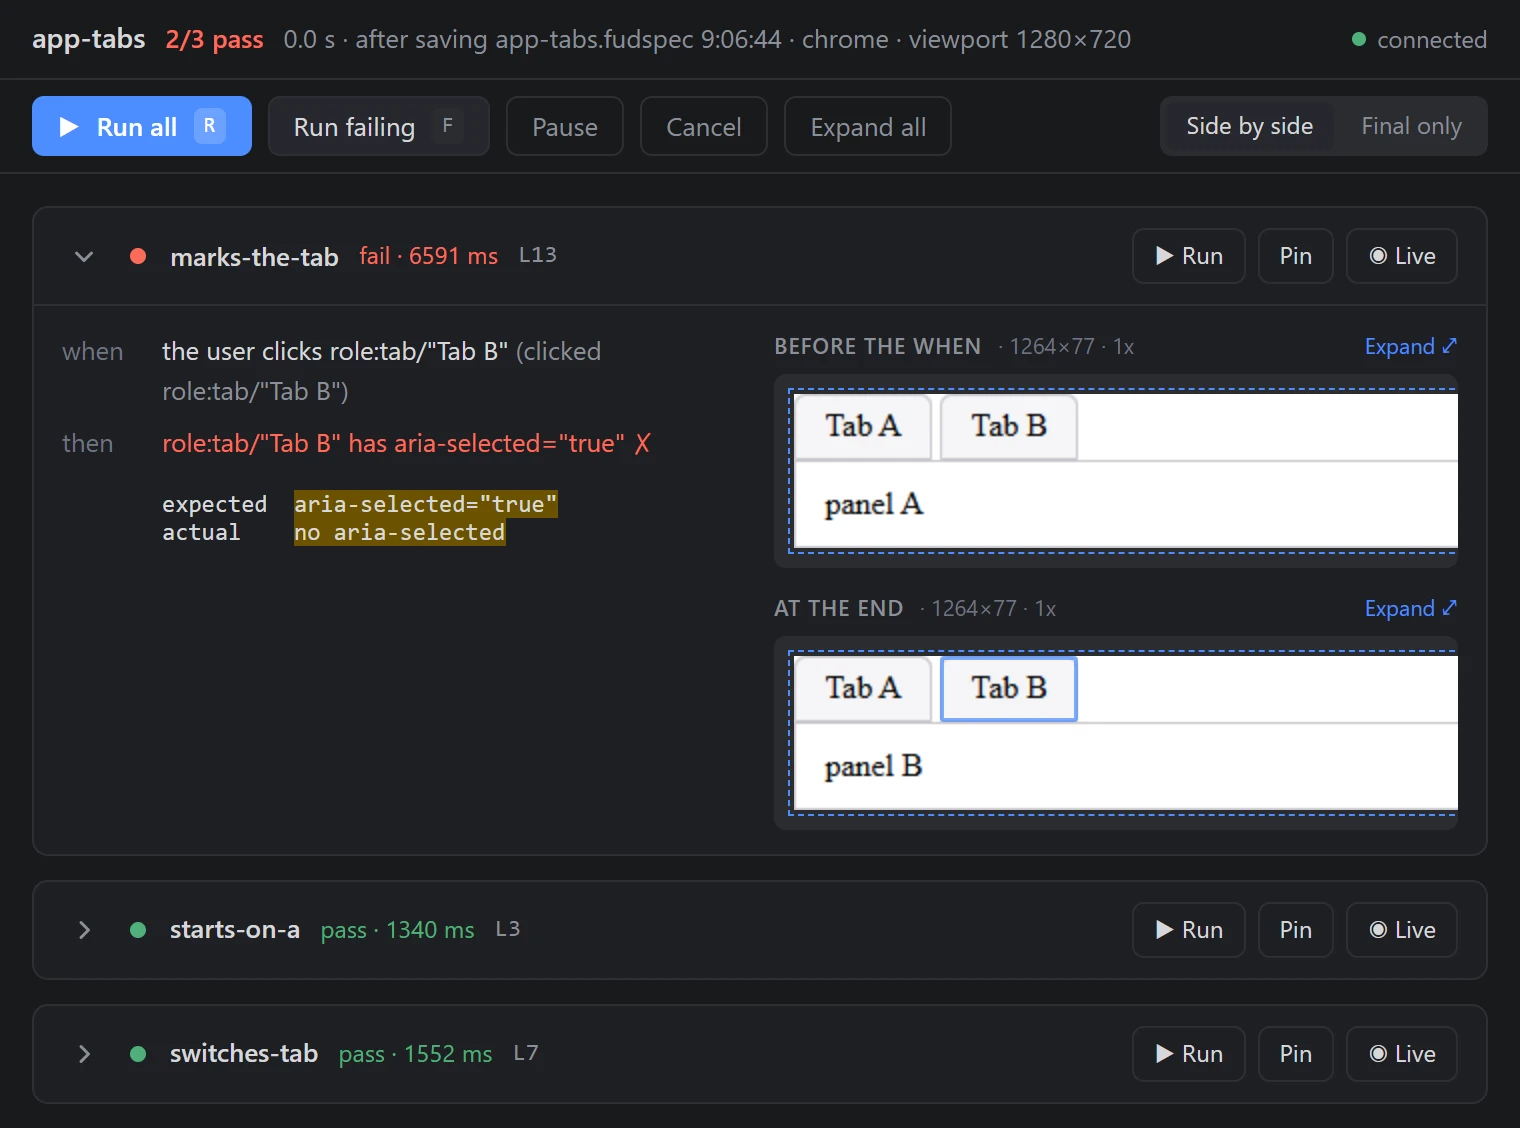 app-tabs 2/3 pass 0.0 s · after saving app-tabs.fudspec 9:06:44 · chrome · viewport 1280×720 connected
▶ Run all R Run failing F Pause Cancel Expand all Side by side Final only
marks-the-tab fail · 6591 ms L13 ▶ Run Pin ◉ Live
when the user clicks role:tab/"Tab B" (clicked
role:tab/"Tab B")
then role:tab/"Tab B" has aria-selected="true" ✗
expected aria-selected="true"
actual no aria-selected
BEFORE THE WHEN · 1264×77 · 1x Expand ⤢
Tab A Tab B
panel A
AT THE END · 1264×77 · 1x Expand ⤢
Tab A Tab B
panel B
starts-on-a pass · 1340 ms L3 ▶ Run Pin ◉ Live
switches-tab pass · 1552 ms L7 ▶ Run Pin ◉ Live